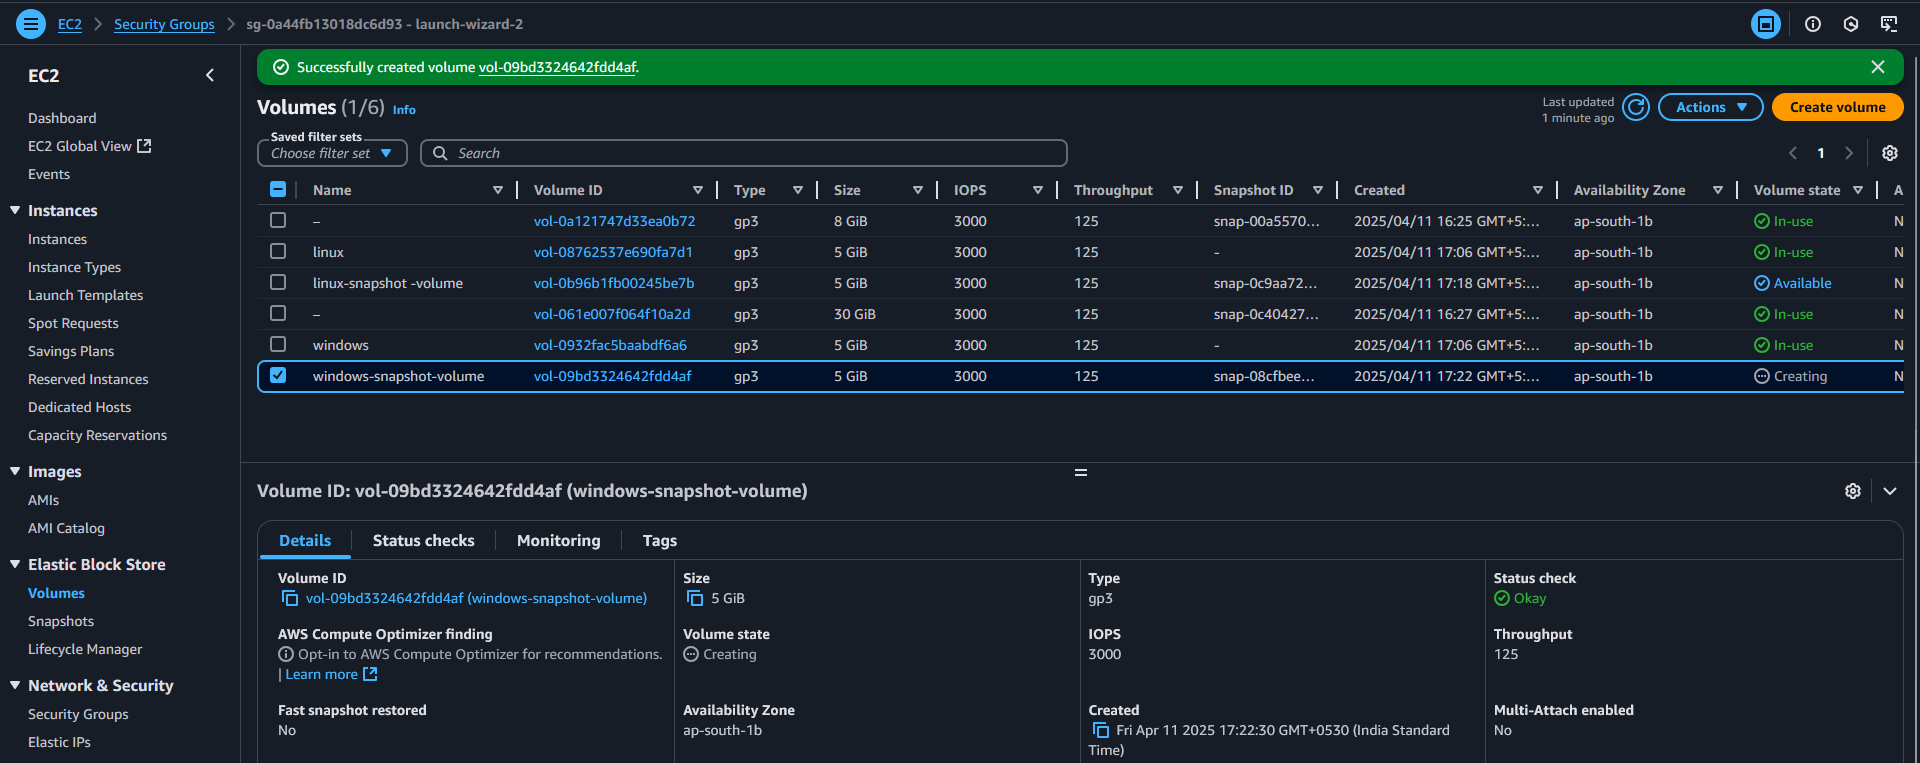 EC2 > Security Groups > sg-0a44fb13018dc6d93 - launch-wizard-2
EC2
Dashboard
EC2 Global View
Events
Instances
Instances
Instance Types
Launch Templates
Spot Requests
Savings Plans
Reserved Instances
Dedicated Hosts
Capacity Reservations
Images
AMIs
AMI Catalog
Elastic Block Store
Volumes
Snapshots
Lifecycle Manager
Network & Security
Security Groups
Elastic IPs
Successfully created volume vol-09bd3324642fdd4af.
Volumes (1/6) Info
Last updated
1 minute ago
Actions
Create volume
Saved filter sets
Choose filter set
Search
1
Name Volume ID Type Size IOPS Throughput Snapshot ID Created Availability Zone Volume state A
– vol-0a121747d33ea0b72 gp3 8 GiB 3000 125 snap-00a5570... 2025/04/11 16:25 GMT+5:... ap-south-1b In-use N
linux vol-08762537e690fa7d1 gp3 5 GiB 3000 125 - 2025/04/11 17:06 GMT+5:... ap-south-1b In-use N
linux-snapshot -volume vol-0b96b1fb00245be7b gp3 5 GiB 3000 125 snap-0c9aa72... 2025/04/11 17:18 GMT+5:... ap-south-1b Available N
– vol-061e007f064f10a2d gp3 30 GiB 3000 125 snap-0c40427... 2025/04/11 16:27 GMT+5:... ap-south-1b In-use N
windows vol-0932fac5baabdf6a6 gp3 5 GiB 3000 125 - 2025/04/11 17:06 GMT+5:... ap-south-1b In-use N
windows-snapshot-volume vol-09bd3324642fdd4af gp3 5 GiB 3000 125 snap-08cfbee... 2025/04/11 17:22 GMT+5:... ap-south-1b Creating N
Volume ID: vol-09bd3324642fdd4af (windows-snapshot-volume)
Details Status checks Monitoring Tags
Volume ID
vol-09bd3324642fdd4af (windows-snapshot-volume)
Size
5 GiB
Type
gp3
Status check
Okay
AWS Compute Optimizer finding
Opt-in to AWS Compute Optimizer for recommendations.
| Learn more
Volume state
Creating
IOPS
3000
Throughput
125
Fast snapshot restored
No
Availability Zone
ap-south-1b
Created
Fri Apr 11 2025 17:22:30 GMT+0530 (India Standard
Time)
Multi-Attach enabled
No